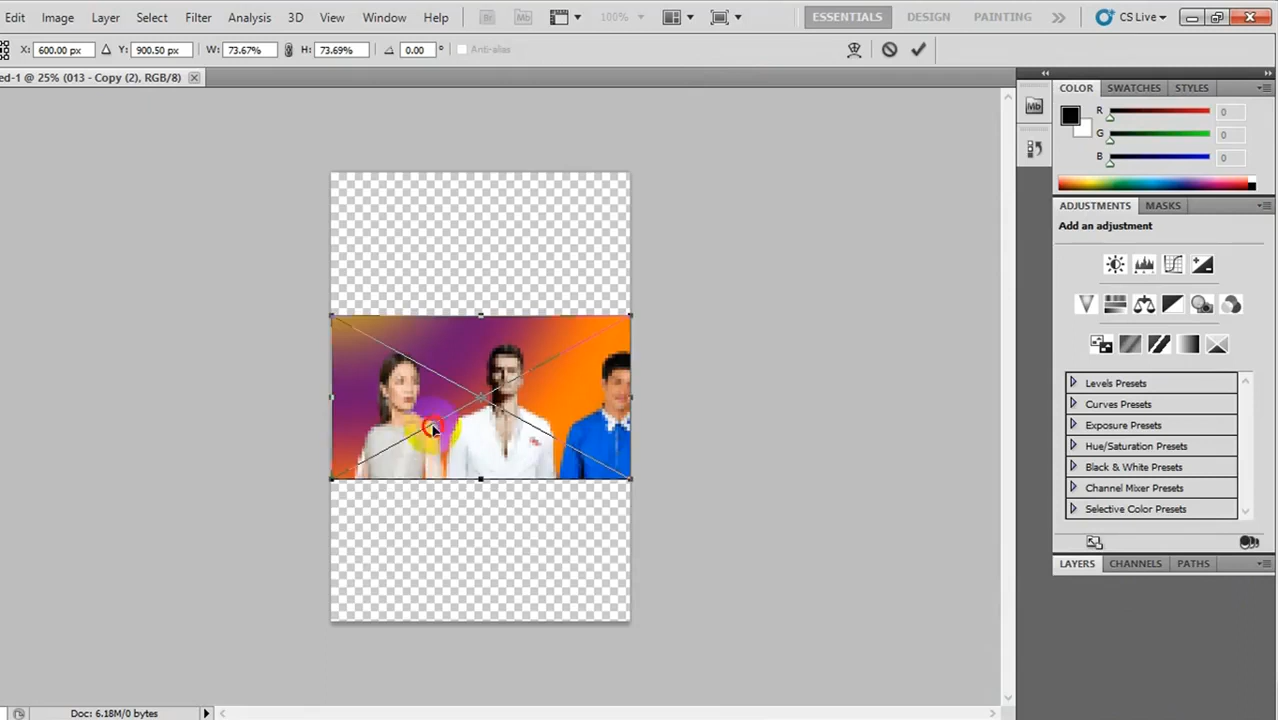 Edit Image Layer Select Filter Analysis 3D View Window Help Br Mb 100% ESSENTIALS DESIGN PAINTING CS Live
X: 600.00 px Y: 900.50 px W: 73.67% H: 73.69% 0.00 ° Anti-alias
ed-1 @ 25% (013 - Copy (2), RGB/8)
Mb
COLOR SWATCHES STYLES
R 0
G 0
B 0
ADJUSTMENTS MASKS
Add an adjustment
Levels Presets
Curves Presets
Exposure Presets
Hue/Saturation Presets
Black & White Presets
Channel Mixer Presets
Selective Color Presets
LAYERS CHANNELS PATHS
Doc: 6.18M/0 bytes